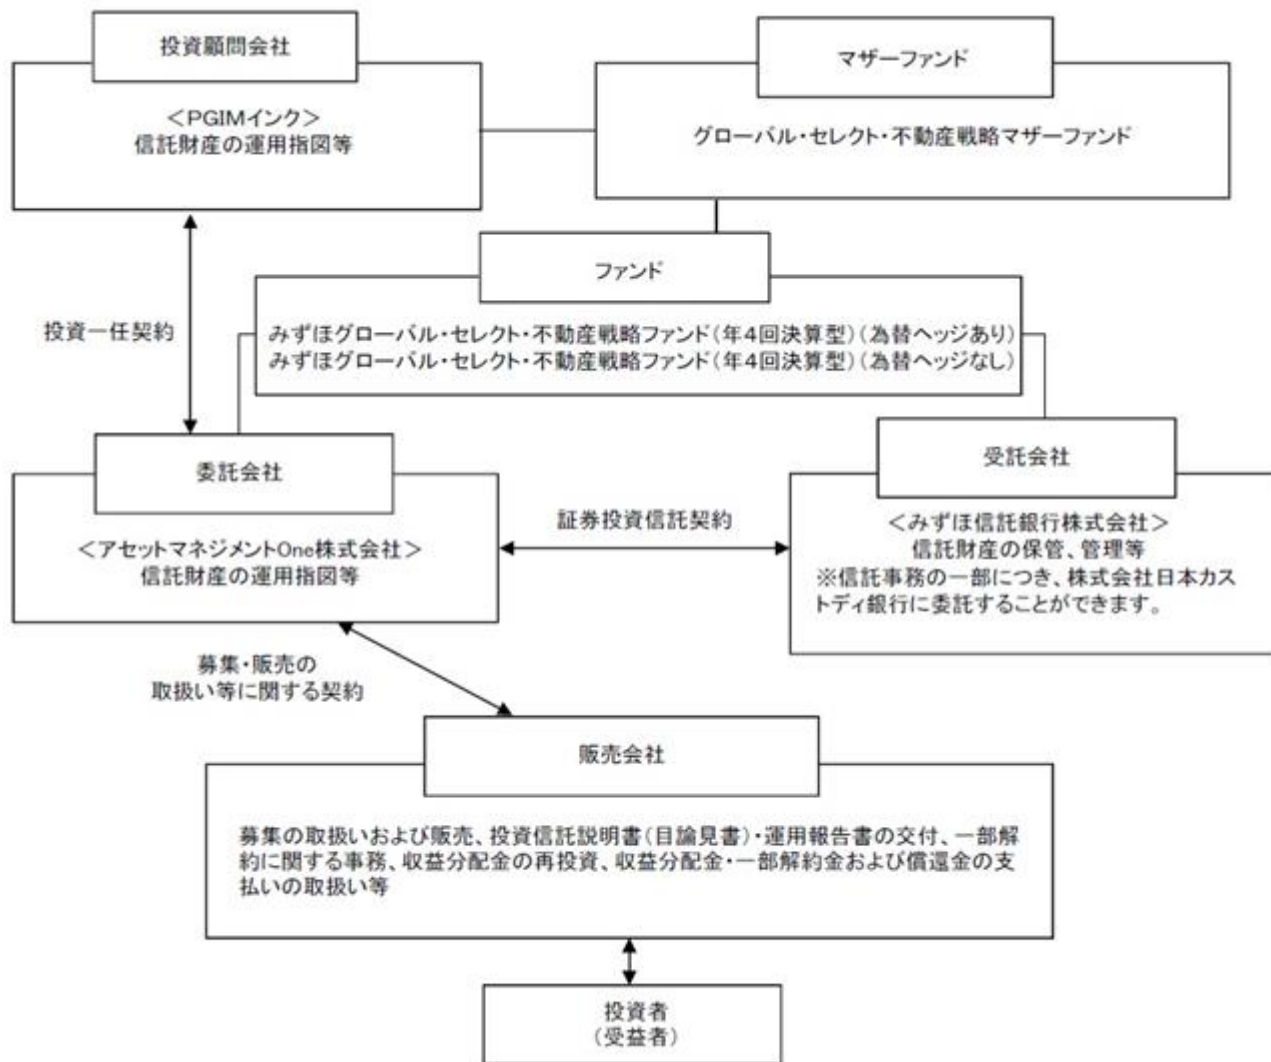 投資顧問会社
＜PGIMインク＞
信託財産の運用指図等
マザーファンド
グローバル・セレクト・不動産戦略マザーファンド
ファンド
みずほグローバル・セレクト・不動産戦略ファンド（年４回決算型）（為替ヘッジあり）
みずほグローバル・セレクト・不動産戦略ファンド（年４回決算型）（為替ヘッジなし）
投資一任契約
委託会社
＜アセットマネジメントOne株式会社＞
信託財産の運用指図等
証券投資信託契約
受託会社
＜みずほ信託銀行株式会社＞
信託財産の保管、管理等
※信託事務の一部につき、株式会社日本カス
トディ銀行に委託することができます。
募集・販売の
取扱い等に関する契約
販売会社
募集の取扱いおよび販売、投資信託説明書（目論見書）・運用報告書の交付、一部解
約に関する事務、収益分配金の再投資、収益分配金・一部解約金および償還金の支
払いの取扱い等
投資者
（受益者）